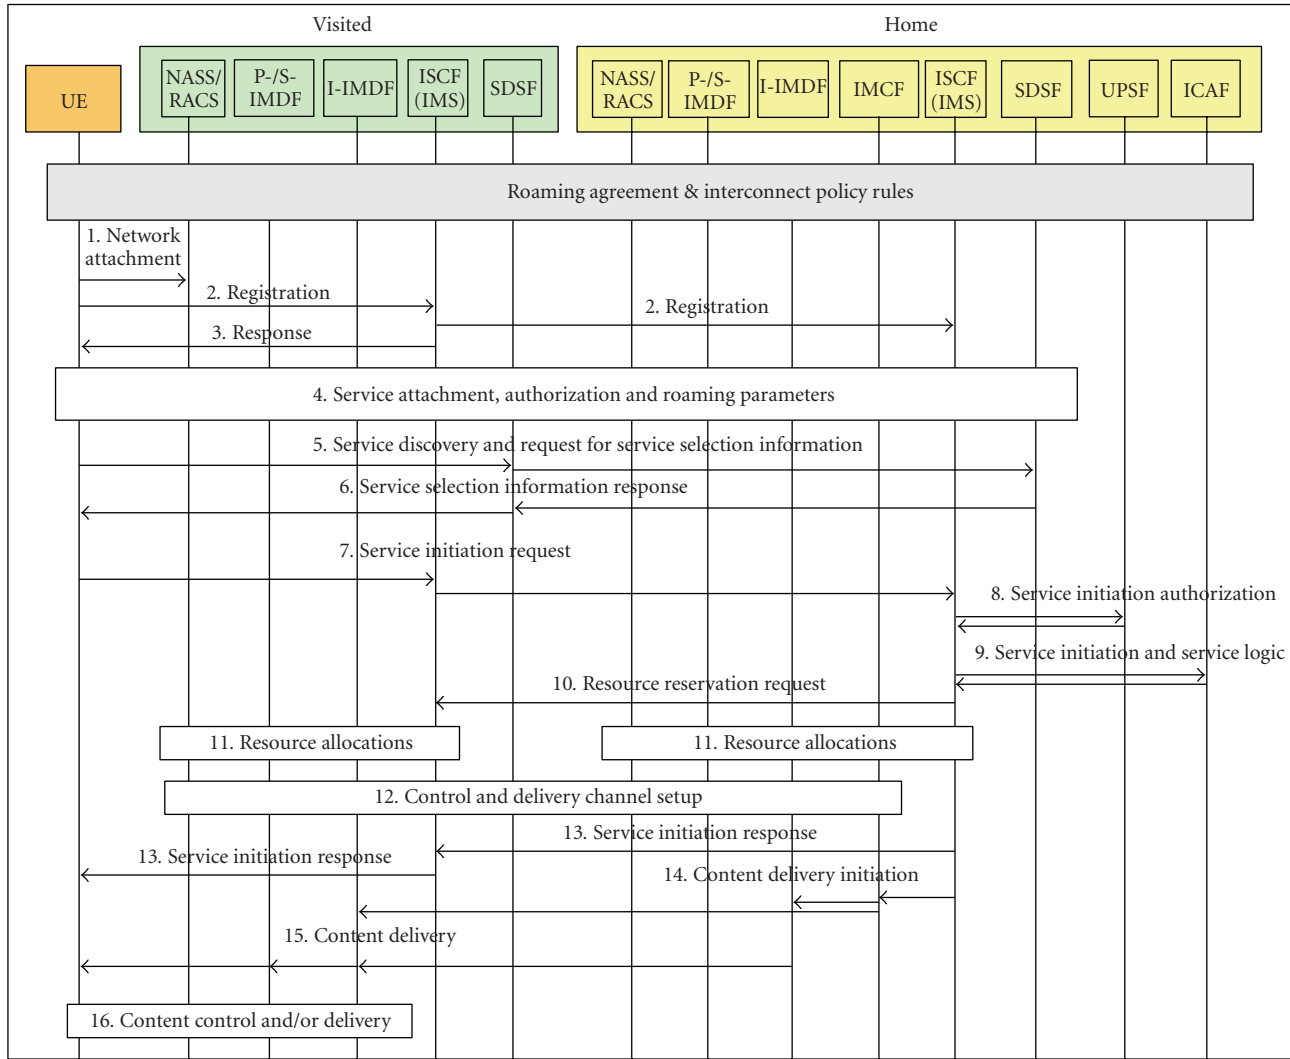 Visited
Home
UE
NASS/
RACS
P-/S-
IMDF
I-IMDF
ISCF
(IMS)
SDSF
NASS/
RACS
P-/S-
IMDF
I-IMDF
IMCF
ISCF
(IMS)
SDSF
UPSF
ICAF
Roaming agreement & interconnect policy rules
1. Network
attachment
2. Registration
2. Registration
3. Response
4. Service attachment, authorization and roaming parameters
5. Service discovery and request for service selection information
6. Service selection information response
7. Service initiation request
8. Service initiation authorization
9. Service initiation and service logic
10. Resource reservation request
11. Resource allocations
11. Resource allocations
12. Control and delivery channel setup
13. Service initiation response
13. Service initiation response
14. Content delivery initiation
15. Content delivery
16. Content control and/or delivery